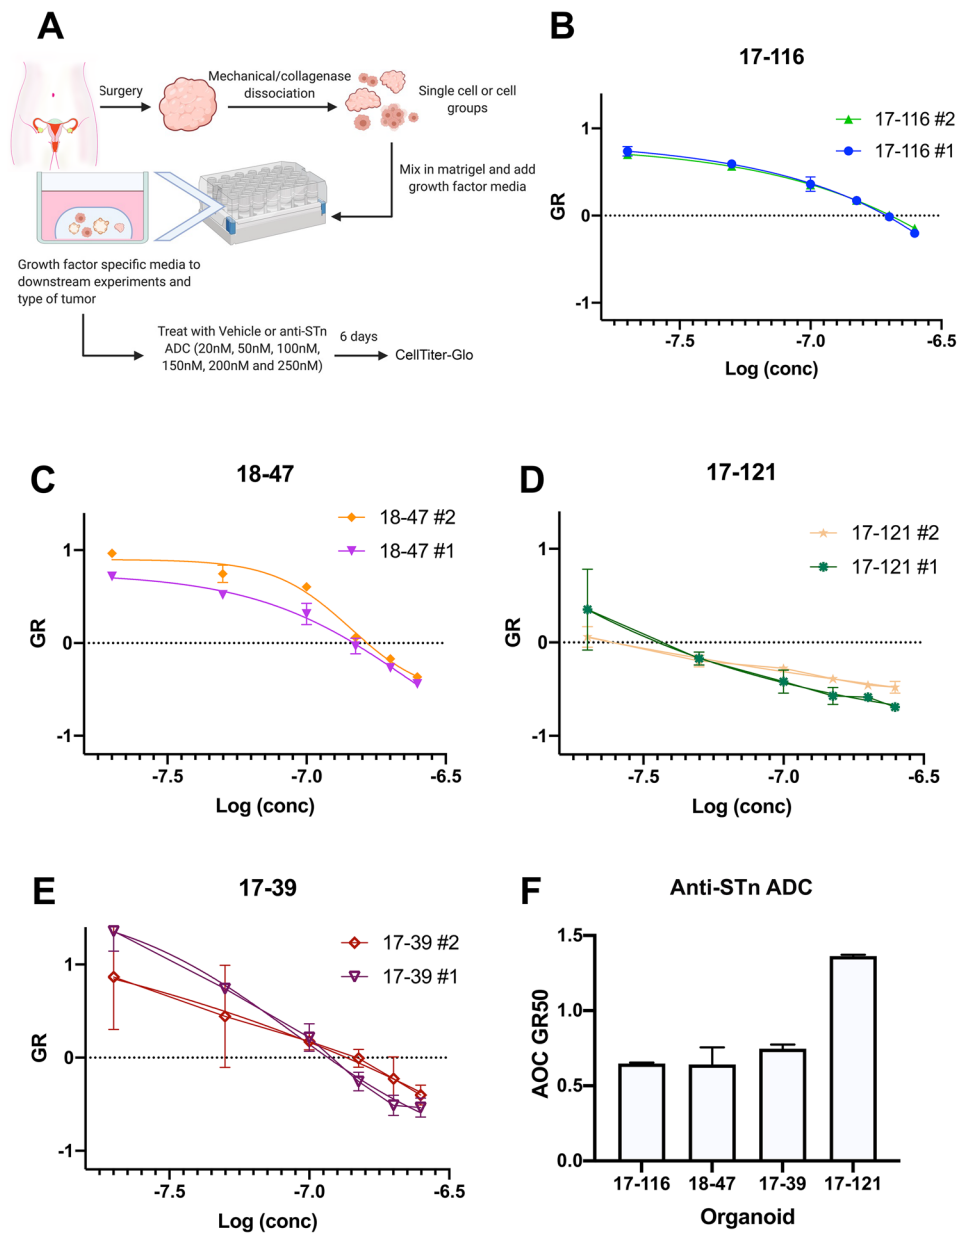 A
Surgery
Mechanical/collagenase
dissociation
Single cell or cell
groups
Mix in matrigel and add
growth factor media
Growth factor specific media to
downstream experiments and
type of tumor
Treat with Vehicle or anti-STn
ADC (20nM, 50nM, 100nM,
150nM, 200nM and 250nM)
6 days
CellTiter-Glo
B
17-116
17-116 #2
17-116 #1
GR
1
0
-1
-7.5
-7.0
-6.5
Log (conc)
C
18-47
18-47 #2
18-47 #1
GR
1
0
-1
-7.5
-7.0
-6.5
Log (conc)
D
17-121
17-121 #2
17-121 #1
GR
1
0
-1
-7.5
-7.0
-6.5
Log (conc)
E
17-39
17-39 #2
17-39 #1
GR
1
0
-1
-7.5
-7.0
-6.5
Log (conc)
F
Anti-STn ADC
AOC GR50
1.5
1.0
0.5
0.0
17-116
18-47
17-39
17-121
Organoid